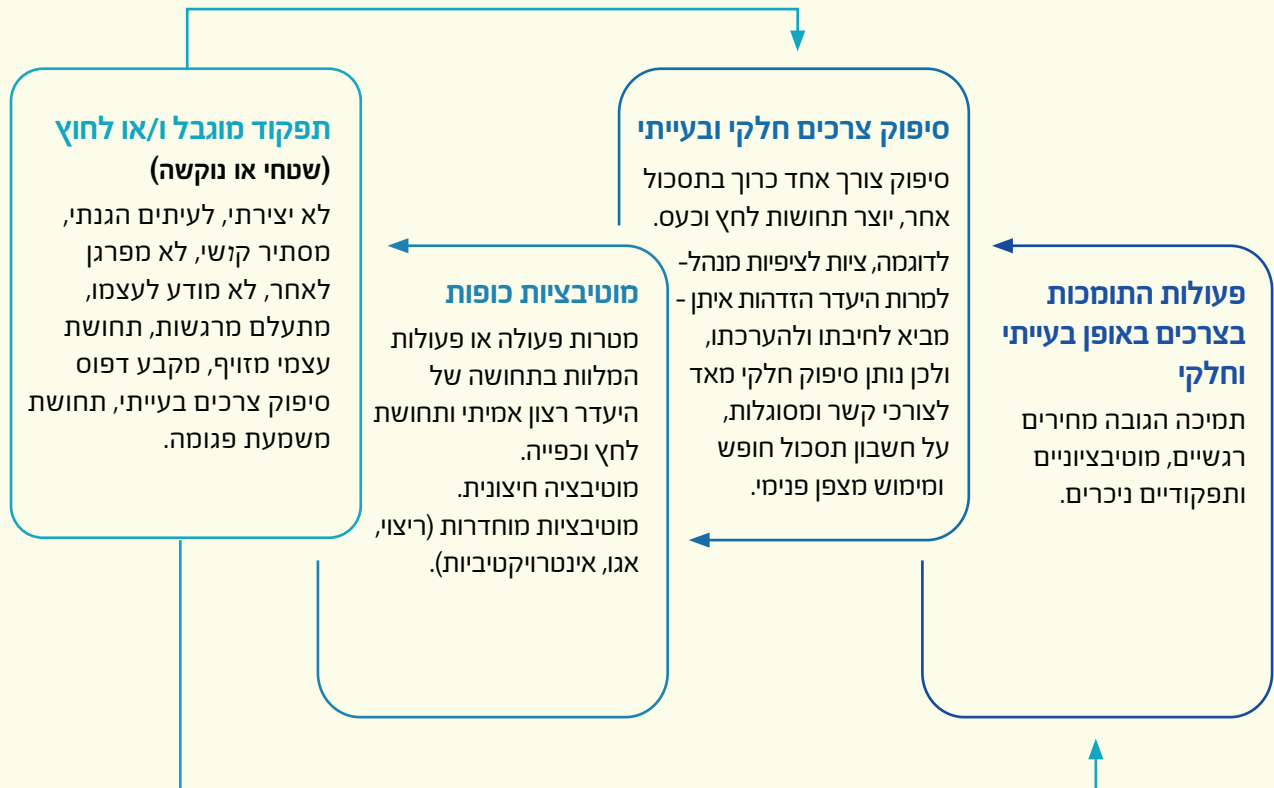 פעולות התומכות
בצרכים באופן בעייתי
וחלקי
תמיכה הגובה מחירים
רגשיים, מוטיבציוניים
ותפקודיים ניכרים.
סיפוק צרכים חלקי ובעייתי
סיפוק צורך אחד כרוך בתסכול
אחר, יוצר תחושות לחץ וכעס.
לדוגמה, ציות לציפיות מנהל-
למרות היעדר הזדהות איתן -
מביא לחיבתו ולהערכתו,
ולכן נותן סיפוק חלקי מאד
לצורכי קשר ומסוגלות,
על חשבון תסכול חופש
ומימוש מצפן פנימי.
מוטיבציות כופות
מטרות פעולה או פעולות
המלוות בתחושה של
היעדר רצון אמיתי ותחושת
לחץ וכפייה.
מוטיבציה חיצונית.
מוטיבציות מוחדרות (ריצוי,
אגו, אינטרויקטיביות).
תפקוד מוגבל ו/או לחוץ
(שטחי או נוקשה)
לא יצירתי, לעיתים הגנתי,
מסתיר קושי, לא מפרגן
לאחר, לא מודע לעצמו,
מתעלם מרגשות, תחושת
עצמי מזויף, מקבע דפוס
סיפוק צרכים בעייתי, תחושת
משמעת פגומה.